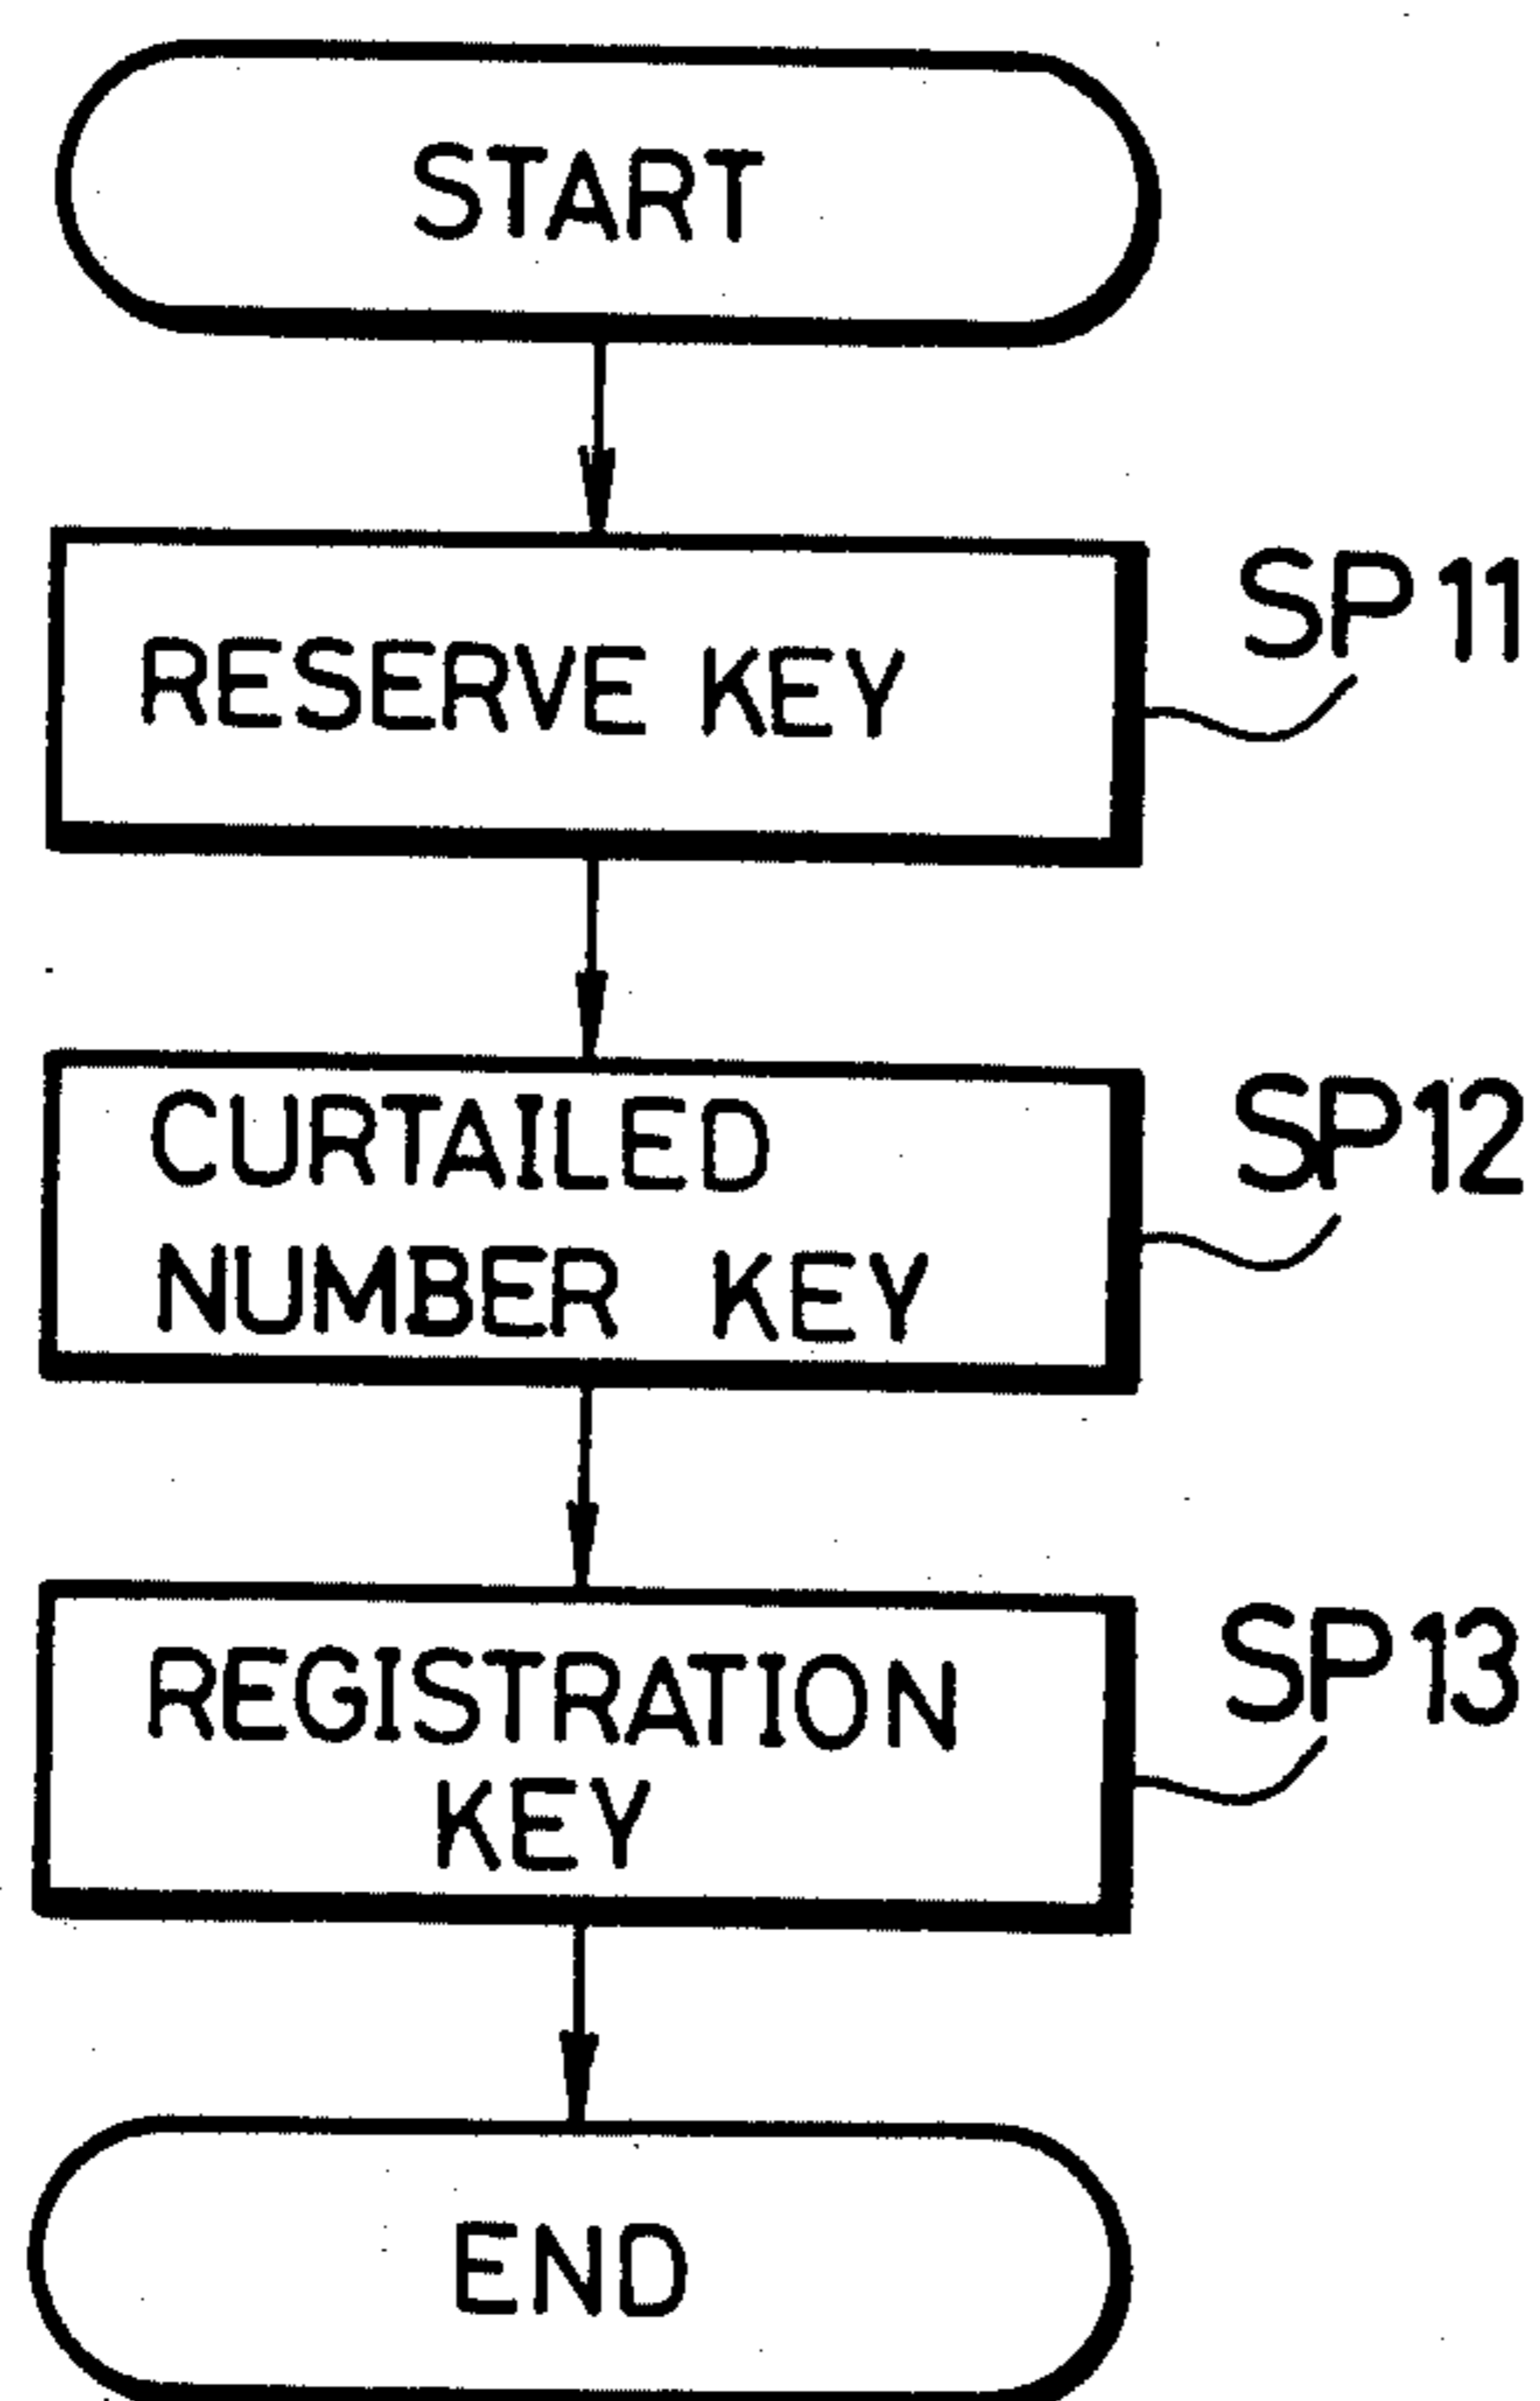 START
RESERVE KEY
SP11
CURTAILED
NUMBER KEY
SP12
REGISTRATION
KEY
SP13
END